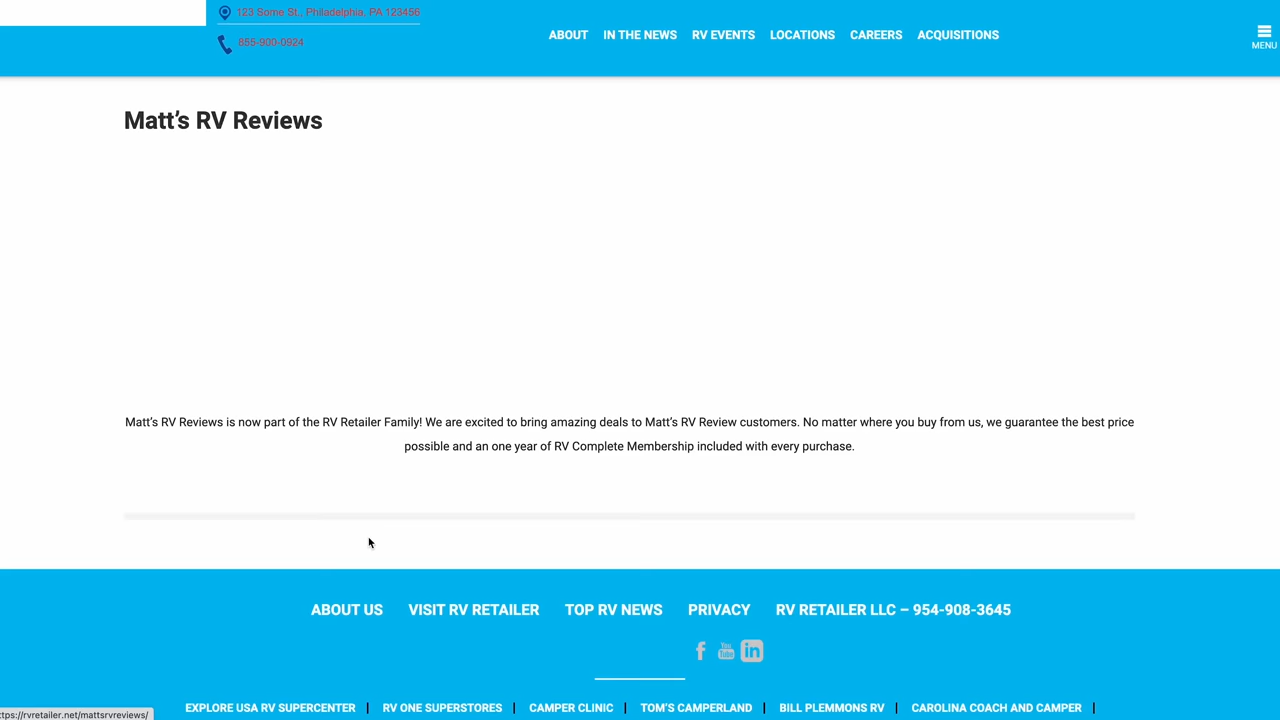 123 Some St., Philadelphia, PA 123456
855-900-0924
ABOUT IN THE NEWS RV EVENTS LOCATIONS CAREERS ACQUISITIONS
MENU
Matt’s RV Reviews
Matt’s RV Reviews is now part of the RV Retailer Family! We are excited to bring amazing deals to Matt’s RV Review customers. No matter where you buy from us, we guarantee the best price
possible and an one year of RV Complete Membership included with every purchase.
ABOUT US VISIT RV RETAILER TOP RV NEWS PRIVACY RV RETAILER LLC – 954-908-3645
f You Tube in
EXPLORE USA RV SUPERCENTER | RV ONE SUPERSTORES | CAMPER CLINIC | TOM’S CAMPERLAND | BILL PLEMMONS RV | CAROLINA COACH AND CAMPER |
ttps://rvretailer.net/mattsrvreviews/